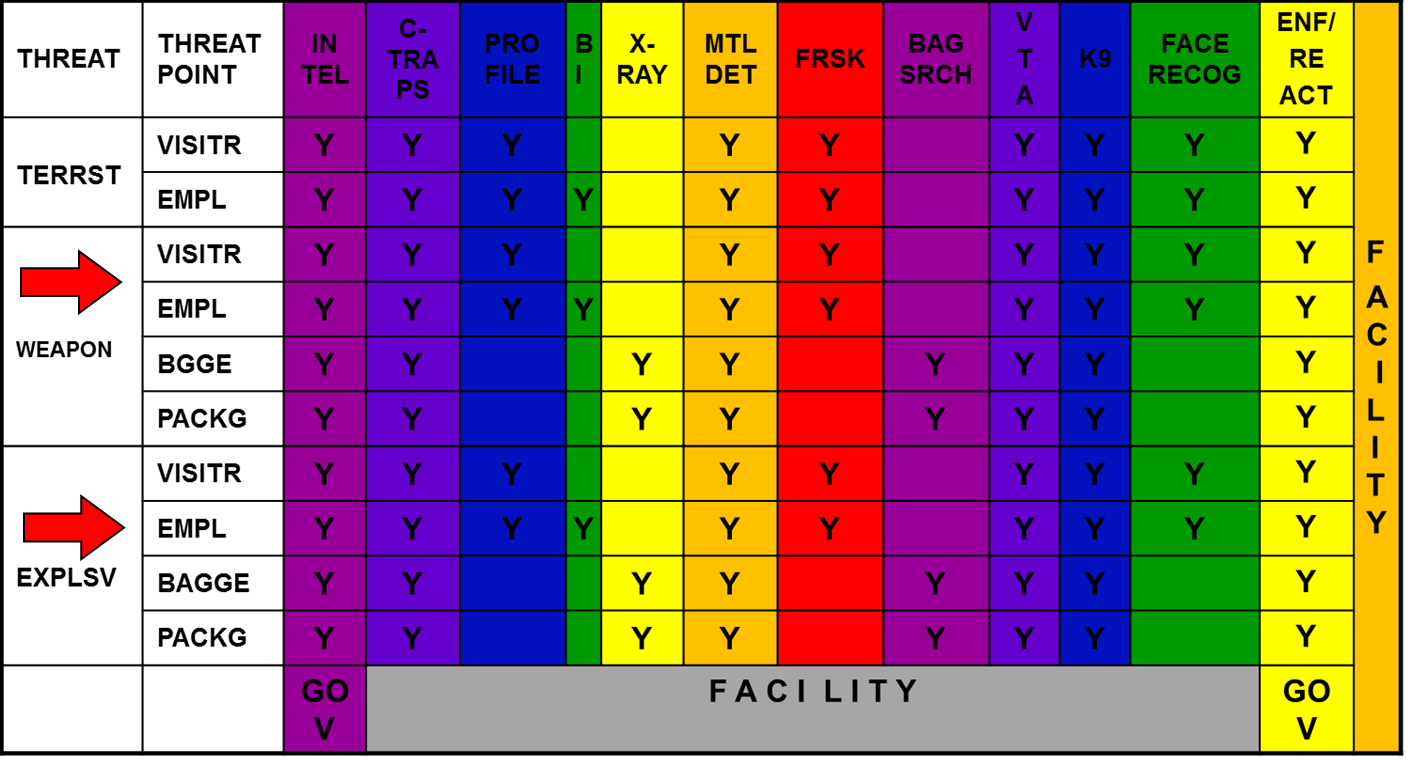 THREAT THREAT POINT IN TEL C- TRA PS PRO FILE B I X- RAY MTL DET FRSK BAG SRCH V T A K9 FACE RECOG ENF/ RE ACT
TERRST VISITR Y Y Y Y Y Y Y Y Y
EMPL Y Y Y Y Y Y Y Y Y Y
WEAPON VISITR Y Y Y Y Y Y Y Y Y
EMPL Y Y Y Y Y Y Y Y Y Y
BGGE Y Y Y Y Y Y Y Y
PACKG Y Y Y Y Y Y Y Y
EXPLSV VISITR Y Y Y Y Y Y Y Y Y
EMPL Y Y Y Y Y Y Y Y Y Y
BAGGE Y Y Y Y Y Y Y Y
PACKG Y Y Y Y Y Y Y Y
GO V F A C I L I T Y GO V
F A C I L I T Y